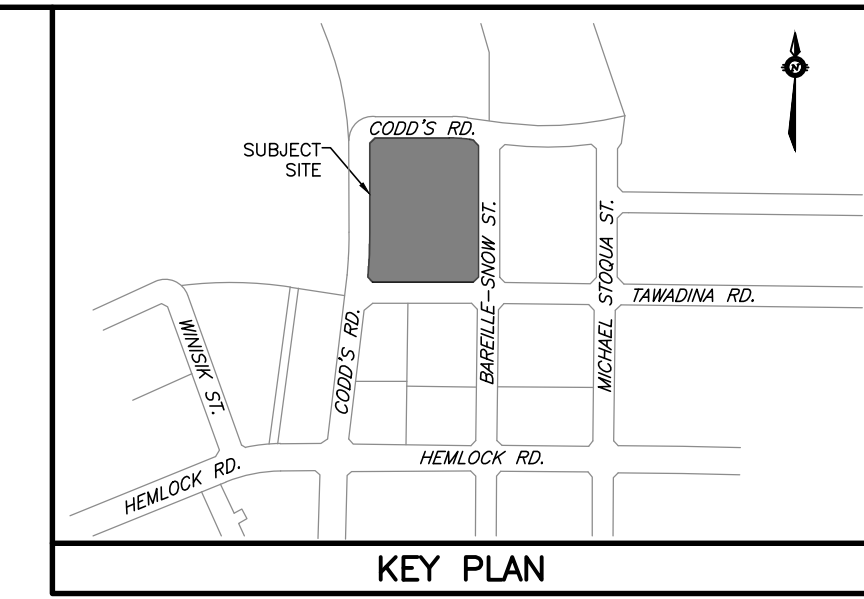 N
CODD'S RD.
SUBJECT
SITE
BAREILLE-SNOW ST.
MICHAEL STOQUA ST.
TAWADINA RD.
WINISIK ST.
CODD'S RD.
HEMLOCK RD.
HEMLOCK RD.
KEY PLAN